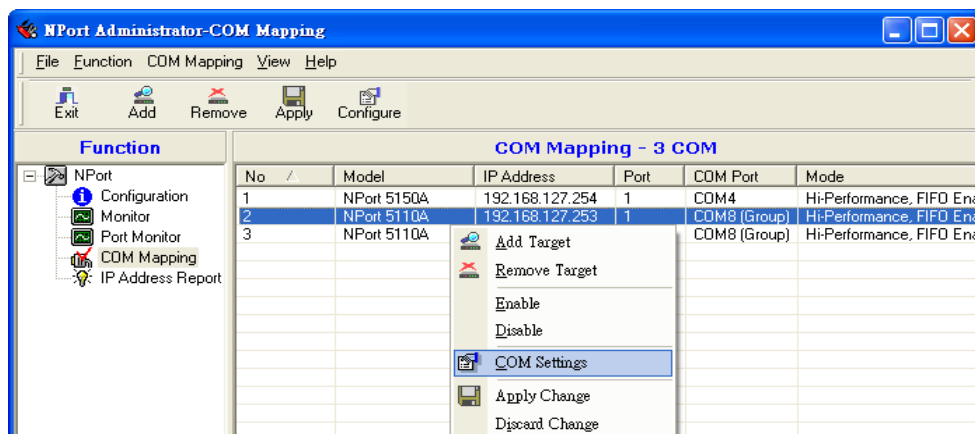 NPort Administrator-COM Mapping
File Function COM Mapping View Help
Exit Add Remove Apply Configure
Function
COM Mapping - 3 COM
NPort
Configuration
Monitor
Port Monitor
COM Mapping
IP Address Report
No Model IP Address Port COM Port Mode
1 NPort 5150A 192.168.127.254 1 COM4 Hi-Performance, FIFO Ena
2 NPort 5110A 192.168.127.253 1 COM8 (Group) Hi-Performance, FIFO Ena
3 NPort 5110A COM8 (Group) Hi-Performance, FIFO Ena
Add Target
Remove Target
Enable
Disable
COM Settings
Apply Change
Discard Change